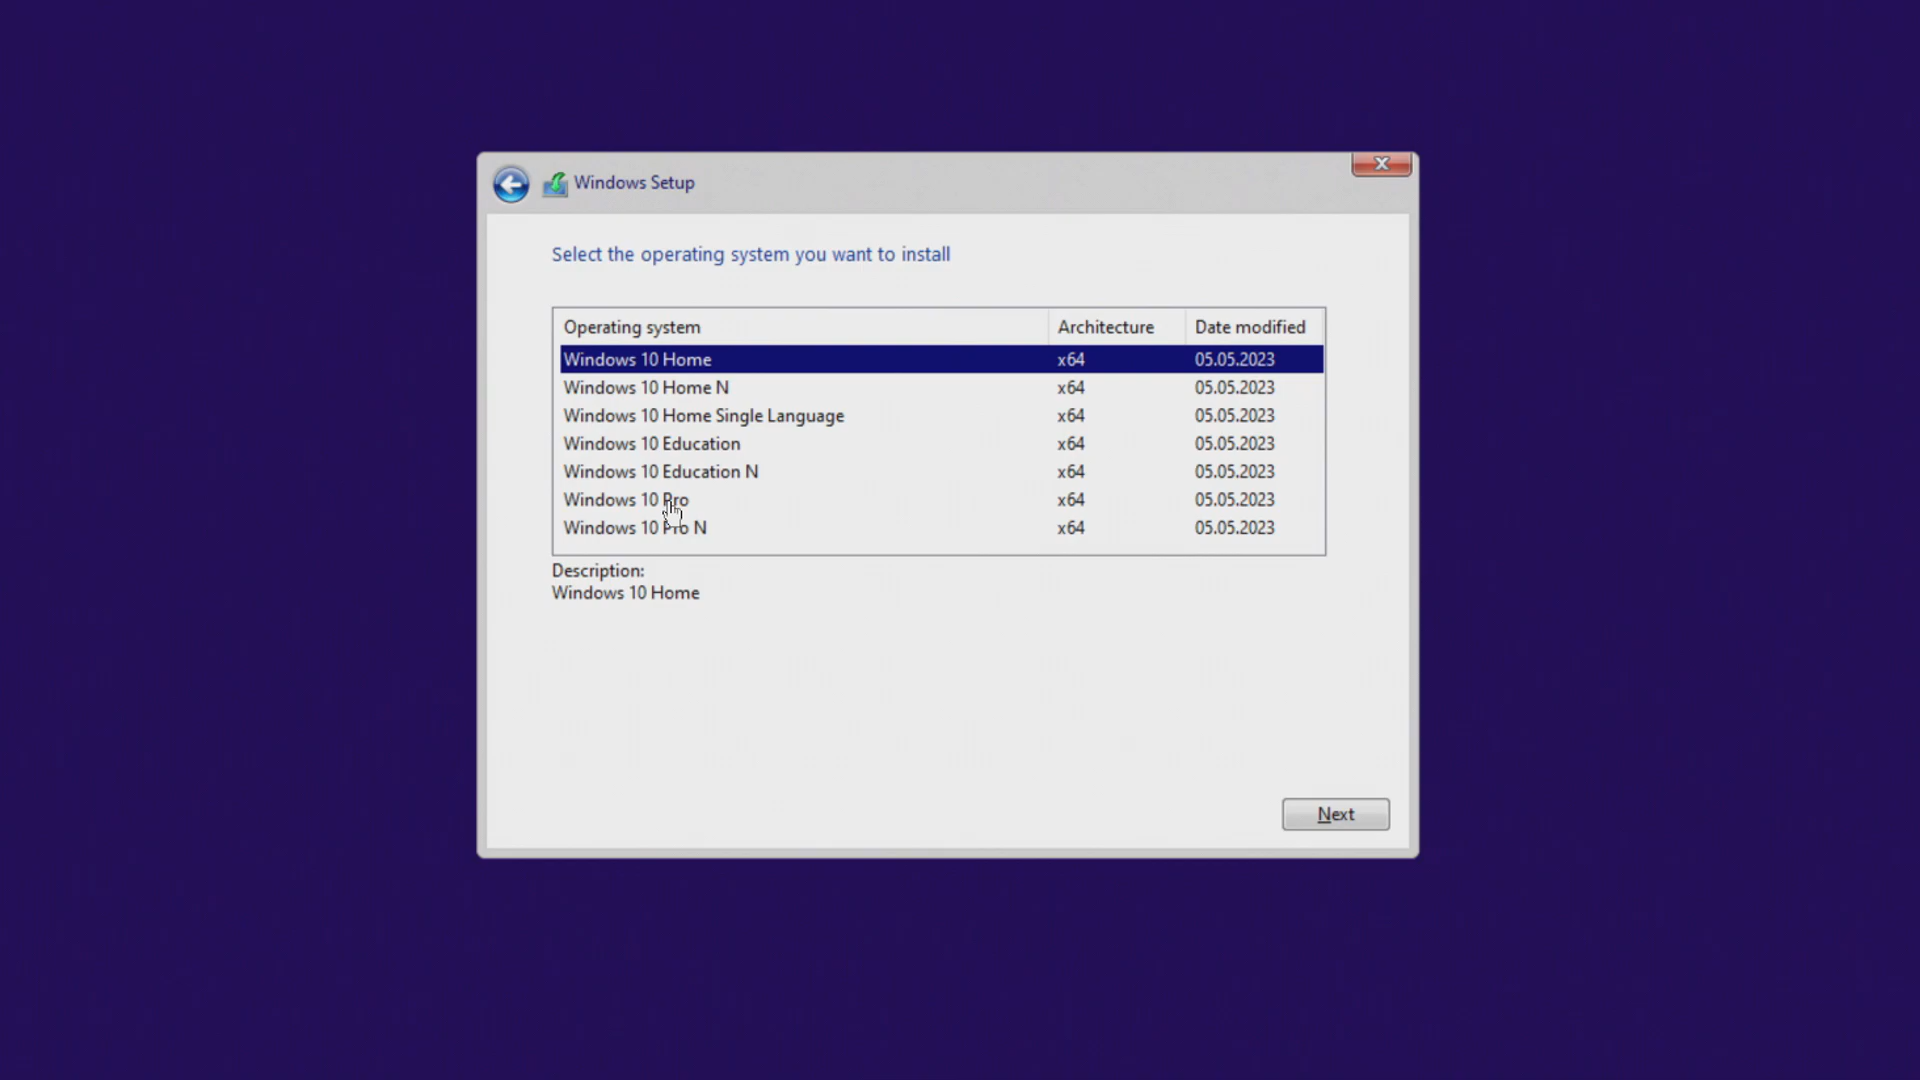 Windows Setup
Select the operating system you want to install
Operating system Architecture Date modified
Windows 10 Home x64 05.05.2023
Windows 10 Home N x64 05.05.2023
Windows 10 Home Single Language x64 05.05.2023
Windows 10 Education x64 05.05.2023
Windows 10 Education N x64 05.05.2023
Windows 10 Pro x64 05.05.2023
Windows 10 Pro N x64 05.05.2023
Description:
Windows 10 Home
Next